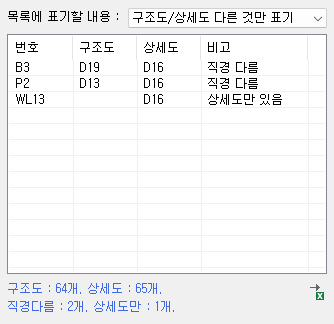 목록에 표기할 내용 : 구조도/상세도 다른 것만 표기
번호 구조도 상세도 비고
B3 D19 D16 직경 다름
P2 D13 D16 직경 다름
WL13 D16 상세도만 있음
구조도 : 64개, 상세도 : 65개,
직경다름 : 2개, 상세도만 : 1개,